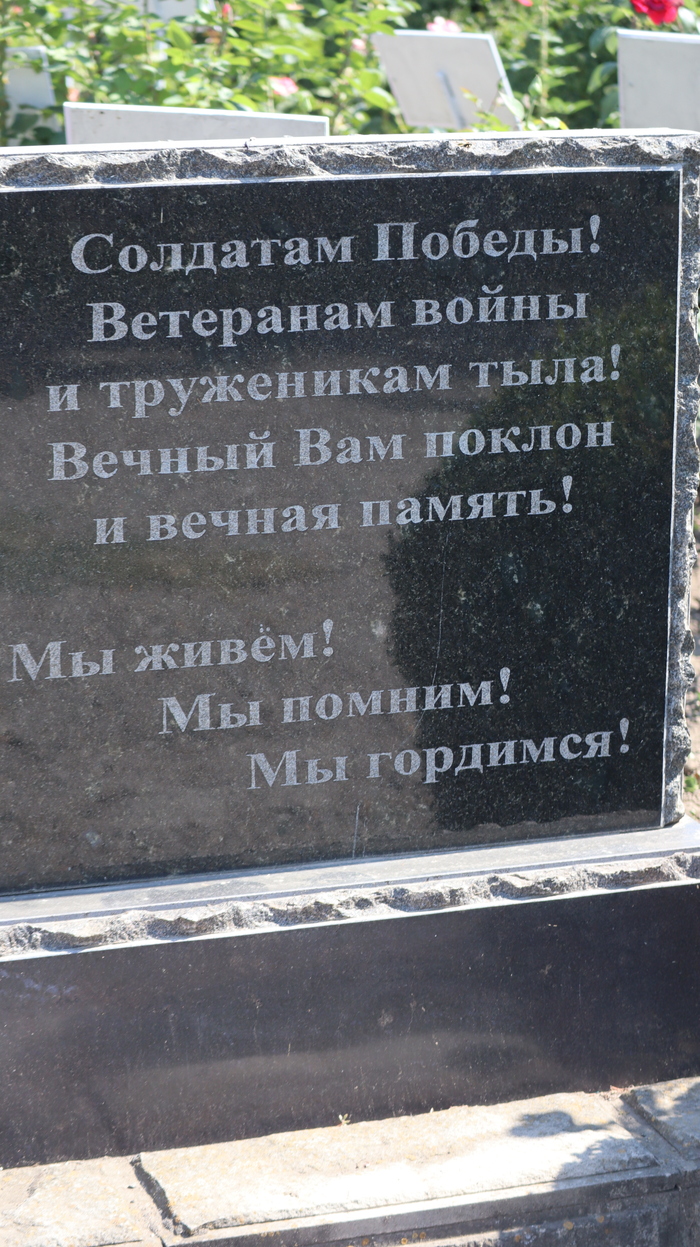 Солдатам Победы!
Ветеранам войны
и труженикам тыла!
Вечный Вам поклон
и вечная память!
Мы живём!
Мы помним!
Мы гордимся!